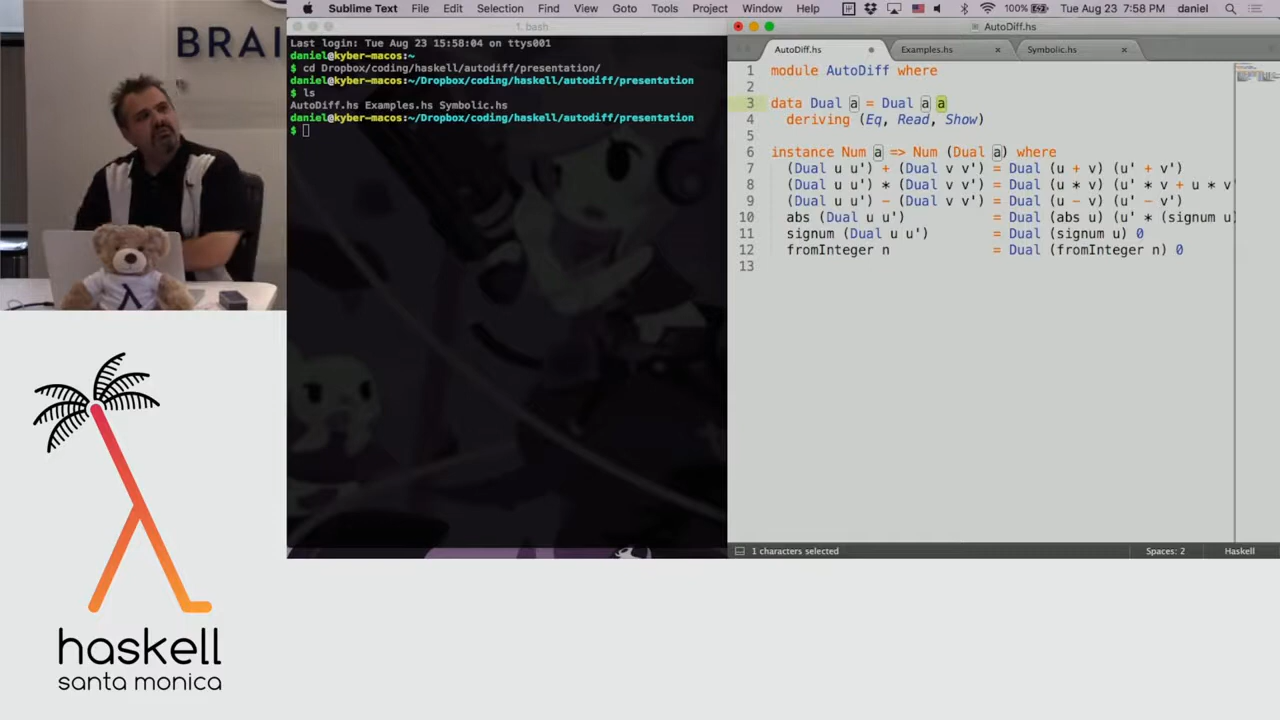 Sublime Text File Edit Selection Find View Goto Tools Project Window Help 100% Tue Aug 23 7:58 PM daniel
BRAI
1. bash
Last login: Tue Aug 23 15:58:04 on ttys001
daniel@kyber-macos:~
$ cd Dropbox/coding/haskell/autodiff/presentation/
daniel@kyber-macos:~/Dropbox/coding/haskell/autodiff/presentation
$ ls
AutoDiff.hs Examples.hs Symbolic.hs
daniel@kyber-macos:~/Dropbox/coding/haskell/autodiff/presentation
$
AutoDiff.hs
AutoDiff.hs Examples.hs Symbolic.hs
1 module AutoDiff where
2
3 data Dual a = Dual a a
4 deriving (Eq, Read, Show)
5
6 instance Num a => Num (Dual a) where
7 (Dual u u') + (Dual v v') = Dual (u + v) (u' + v')
8 (Dual u u') * (Dual v v') = Dual (u * v) (u' * v + u * v'
9 (Dual u u') - (Dual v v') = Dual (u - v) (u' - v')
10 abs (Dual u u') = Dual (abs u) (u' * (signum u)
11 signum (Dual u u') = Dual (signum u) 0
12 fromInteger n = Dual (fromInteger n) 0
13
1 characters selected Spaces: 2 Haskell
haskell
santa monica